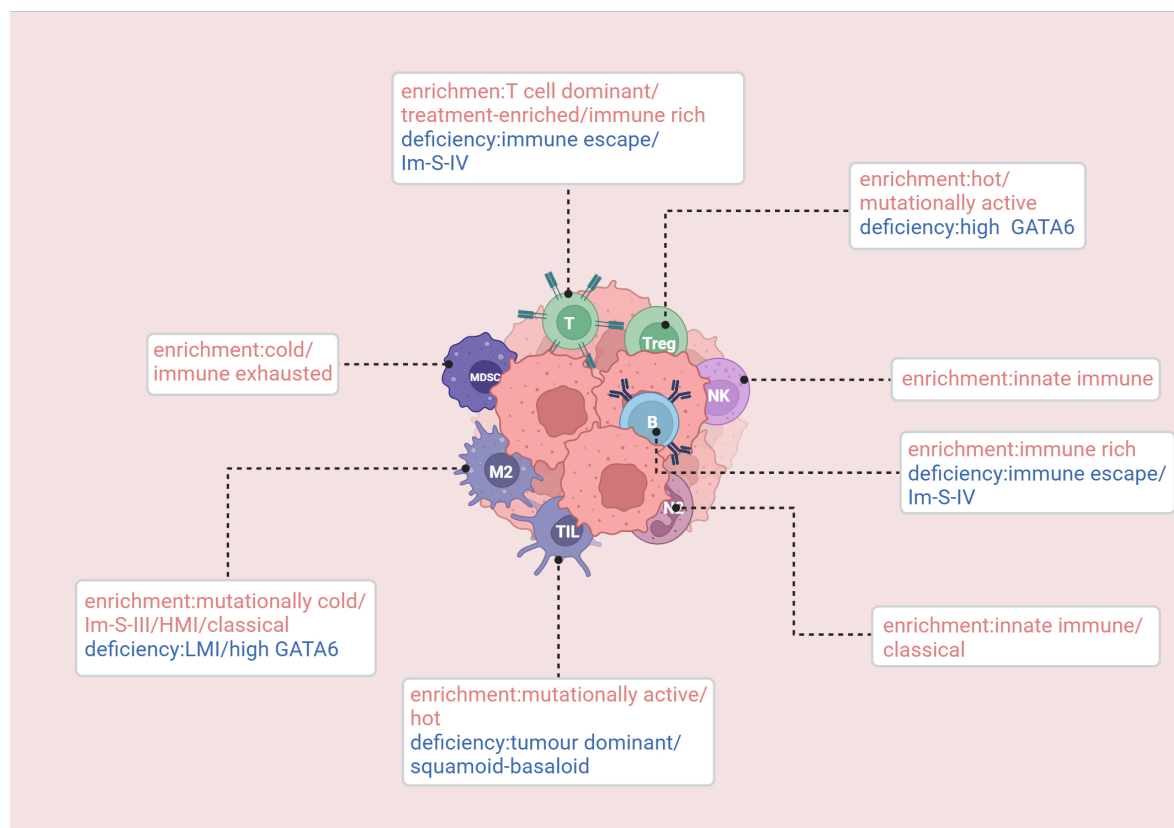 enrichmen:T cell dominant/
treatment-enriched/immune rich
deficiency:immune escape/
Im-S-IV
enrichment:hot/
mutationally active
deficiency:high GATA6
enrichment:cold/
immune exhausted
enrichment:innate immune
enrichment:immune rich
deficiency:immune escape/
Im-S-IV
enrichment:mutationally cold/
Im-S-III/HMI/classical
deficiency:LMI/high GATA6
enrichment:innate immune/
classical
enrichment:mutationally active/
hot
deficiency:tumour dominant/
squamoid-basaloid
T
Treg
MDSC
NK
B
M2
N2
TIL